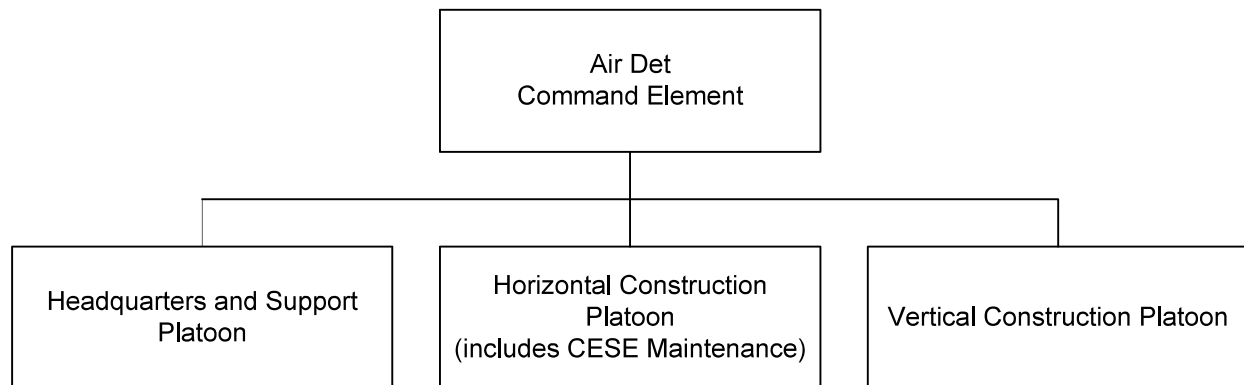 Air Det
Command Element
Headquarters and Support
Platoon
Horizontal Construction
Platoon
(includes CESE Maintenance)
Vertical Construction Platoon